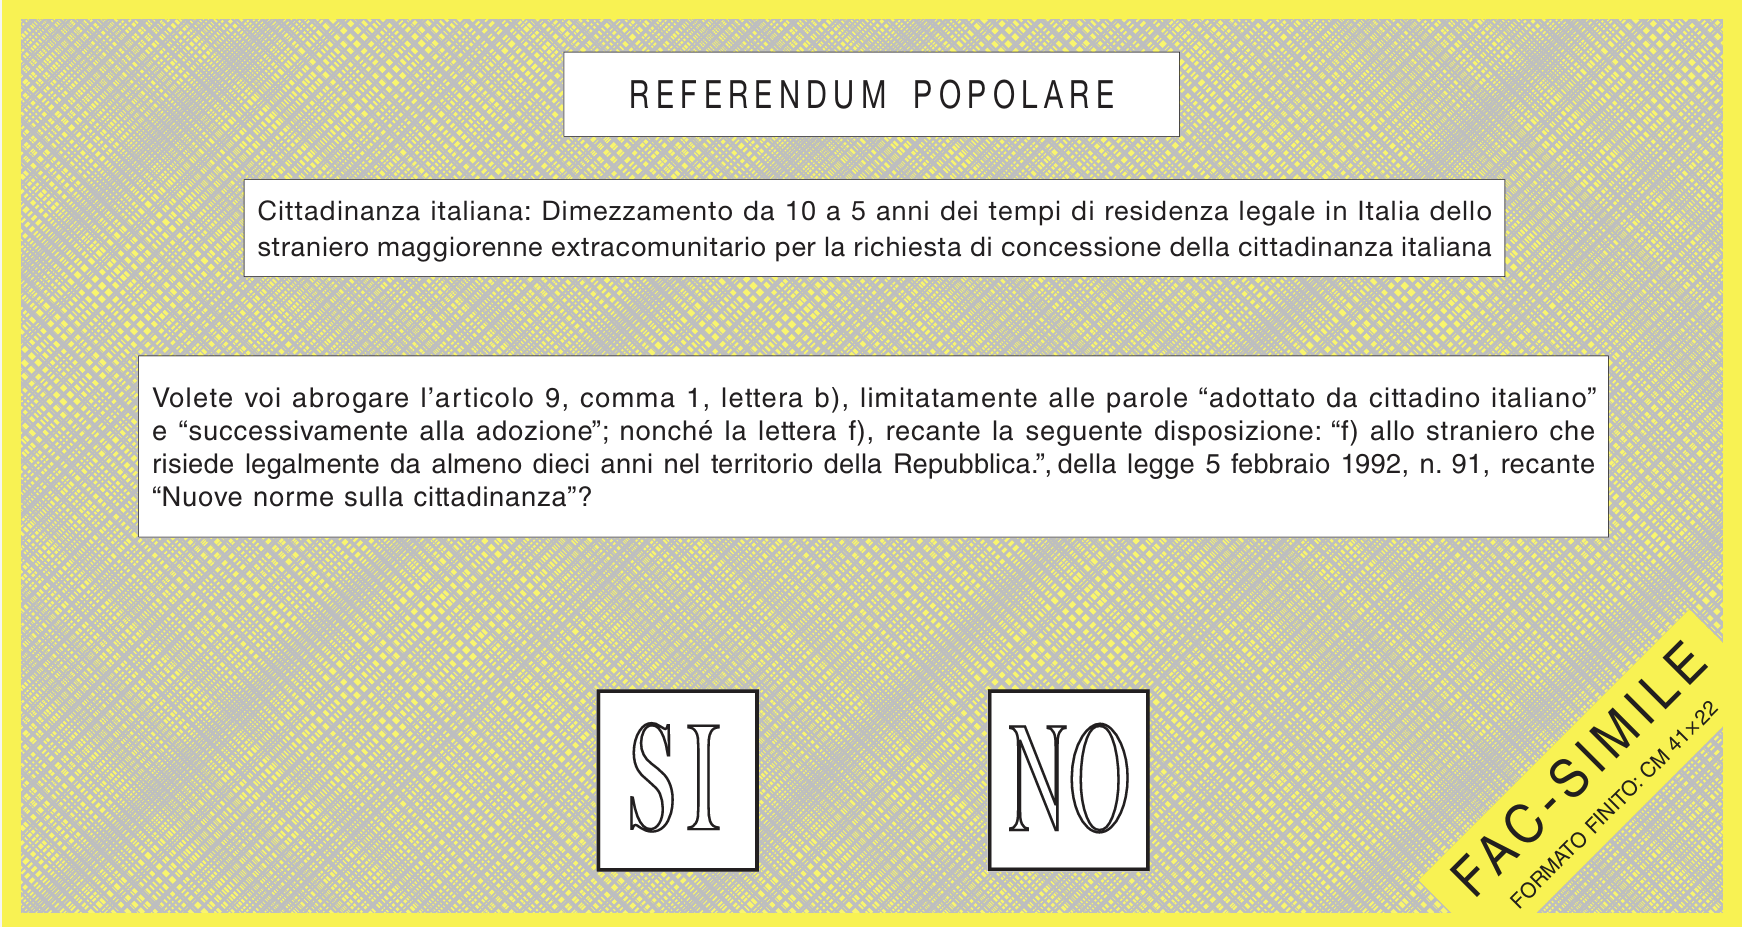 REFERENDUM POPOLARE
Cittadinanza italiana: Dimezzamento da 10 a 5 anni dei tempi di residenza legale in Italia dello
straniero maggiorenne extracomunitario per la richiesta di concessione della cittadinanza italiana
Volete voi abrogare l’articolo 9, comma 1, lettera b), limitatamente alle parole “adottato da cittadino italiano”
e “successivamente alla adozione”; nonché la lettera f), recante la seguente disposizione: “f) allo straniero che
risiede legalmente da almeno dieci anni nel territorio della Repubblica.”, della legge 5 febbraio 1992, n. 91, recante
“Nuove norme sulla cittadinanza”?
SI
NO
FAC-SIMILE
FORMATO FINITO: CM 41×22